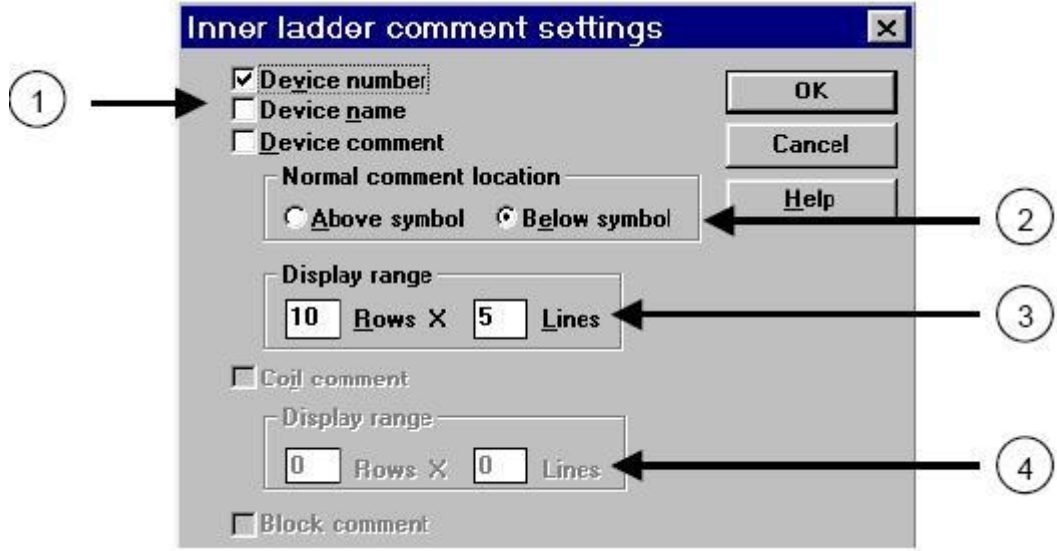 Inner ladder comment settings
1
Device number
Device name
Device comment
OK
Cancel
Help
Normal comment location
Above symbol Below symbol
2
Display range
10 Rows X 5 Lines
3
Coil comment
Display range
0 Rows X 0 Lines
4
Block comment